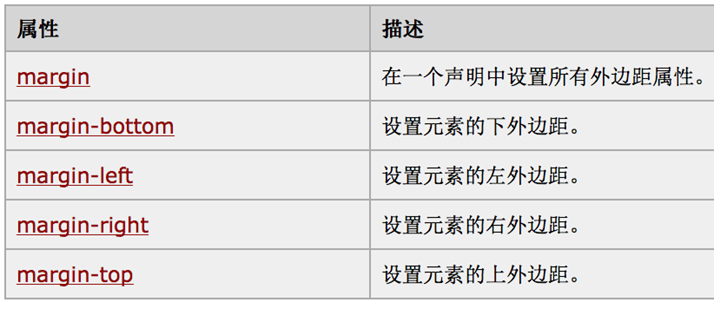 属性 描述
margin 在一个声明中设置所有外边距属性。
margin-bottom 设置元素的下外边距。
margin-left 设置元素的左外边距。
margin-right 设置元素的右外边距。
margin-top 设置元素的上外边距。